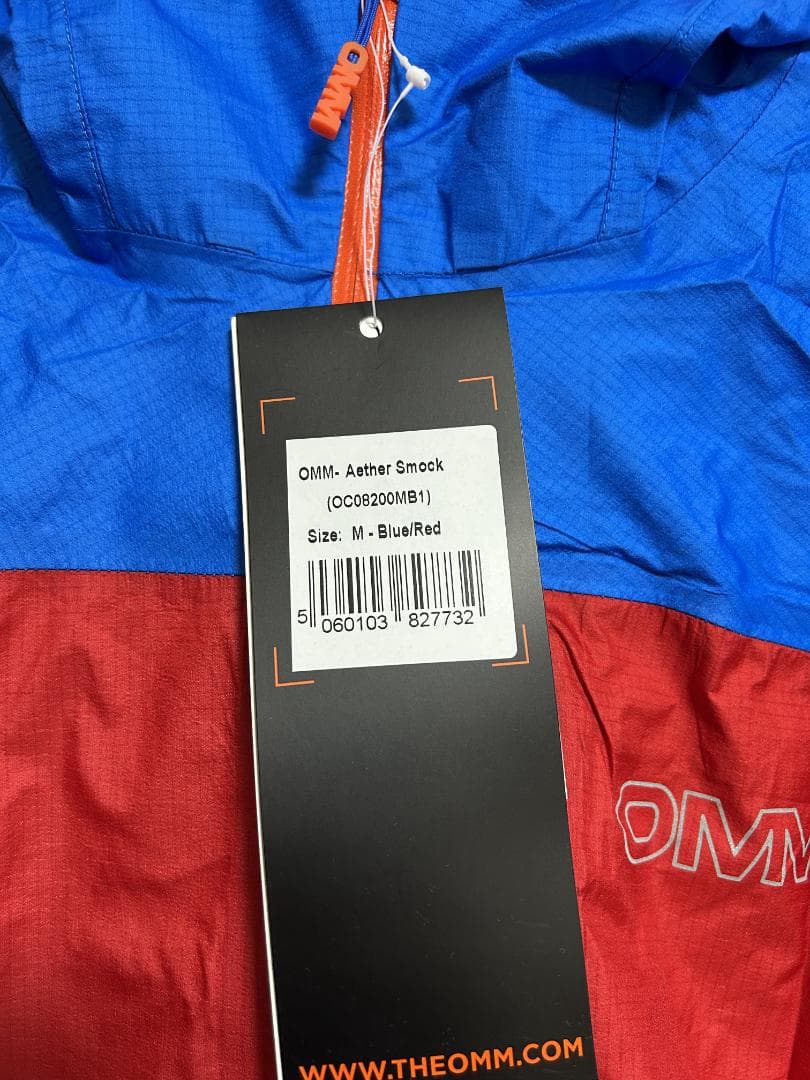 OMM
OMM- Aether Smock
(OC08200MB1)
Size: M - Blue/Red
5 060103 827732
OMM
WWW.THEOMM.COM